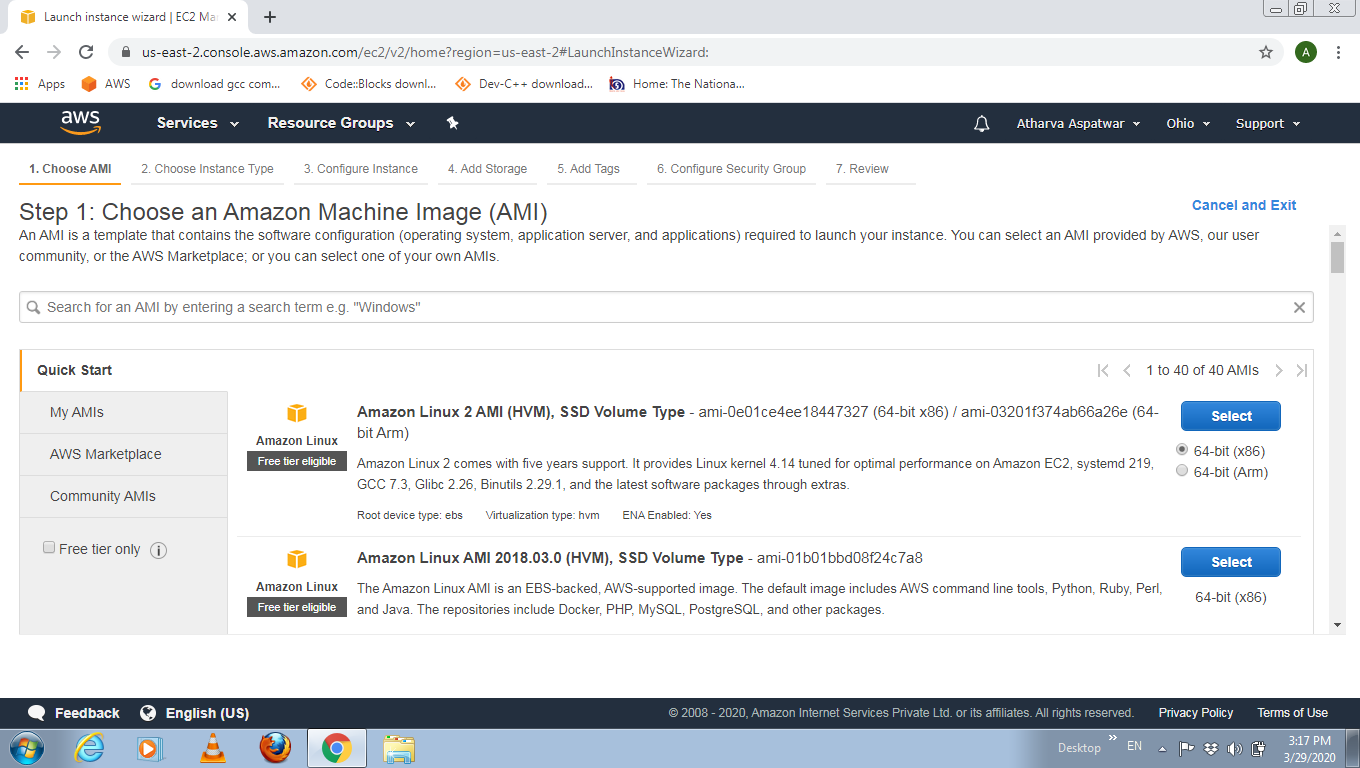 Launch instance wizard | EC2 Ma
us-east-2.console.aws.amazon.com/ec2/v2/home?region=us-east-2#LaunchInstanceWizard:
A
Apps AWS download gcc com... Code::Blocks downl... Dev-C++ download... Home: The Nationa...
aws Services Resource Groups Atharva Aspatwar Ohio Support
1. Choose AMI 2. Choose Instance Type 3. Configure Instance 4. Add Storage 5. Add Tags 6. Configure Security Group 7. Review
Step 1: Choose an Amazon Machine Image (AMI)
Cancel and Exit
An AMI is a template that contains the software configuration (operating system, application server, and applications) required to launch your instance. You can select an AMI provided by AWS, our user
community, or the AWS Marketplace; or you can select one of your own AMIs.
Search for an AMI by entering a search term e.g. "Windows"
Quick Start
1 to 40 of 40 AMIs
My AMIs
AWS Marketplace
Community AMIs
Free tier only
Amazon Linux
Free tier eligible
Amazon Linux 2 AMI (HVM), SSD Volume Type - ami-0e01ce4ee18447327 (64-bit x86) / ami-03201f374ab66a26e (64-
bit Arm)
Amazon Linux 2 comes with five years support. It provides Linux kernel 4.14 tuned for optimal performance on Amazon EC2, systemd 219,
GCC 7.3, Glibc 2.26, Binutils 2.29.1, and the latest software packages through extras.
Root device type: ebs Virtualization type: hvm ENA Enabled: Yes
Select
64-bit (x86)
64-bit (Arm)
Amazon Linux
Free tier eligible
Amazon Linux AMI 2018.03.0 (HVM), SSD Volume Type - ami-01b01bbd08f24c7a8
The Amazon Linux AMI is an EBS-backed, AWS-supported image. The default image includes AWS command line tools, Python, Ruby, Perl,
and Java. The repositories include Docker, PHP, MySQL, PostgreSQL, and other packages.
Select
64-bit (x86)
Feedback English (US) © 2008 - 2020, Amazon Internet Services Private Ltd. or its affiliates. All rights reserved. Privacy Policy Terms of Use
Desktop EN 3:17 PM
3/29/2020